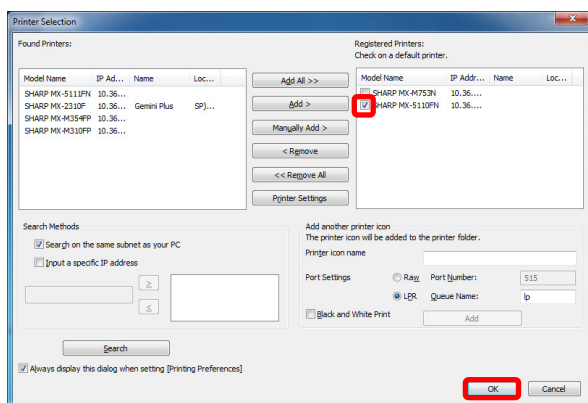 Printer Selection
Found Printers:
Model Name IP Ad... Name Loc...
SHARP MX-5111FN 10.36...
SHARP MX-2310F 10.36... Gemini Plus SP)...
SHARP MX-M354FP 10.36...
SHARP MX-M310FP 10.36...
Add All >>
Add >
Manually Add >
< Remove
<< Remove All
Printer Settings
Registered Printers:
Check on a default printer.
Model Name IP Addr... Name Loc...
SHARP MX-M753N 10.36....
SHARP MX-5110FN 10.36....
Search Methods
Search on the same subnet as your PC
Input a specific IP address
>
<
Search
Always display this dialog when setting [Printing Preferences]
Add another printer icon
The printer icon will be added to the printer folder.
Printer icon name
Port Settings Raw Port Number: 515
LPR Queue Name: lp
Black and White Print Add
OK Cancel